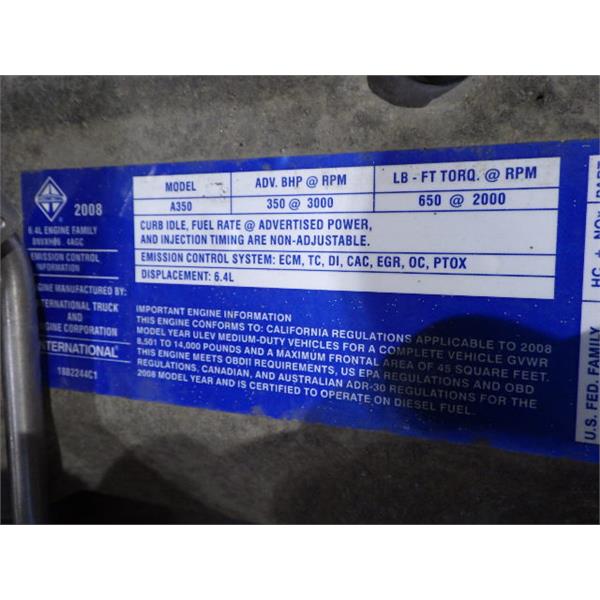 2008
6.4L ENGINE FAMILY
EMISSION CONTROL
INFORMATION
GINE MANUFACTURED BY:
TERNATIONAL TRUCK
AND
GINE CORPORATION
INTERNATIONAL®
1882244C1
MODEL ADV. BHP @ RPM LB - FT TORQ. @ RPM
A350 350 @ 3000 650 @ 2000
CURB IDLE, FUEL RATE @ ADVERTISED POWER,
AND INJECTION TIMING ARE NON-ADJUSTABLE.
EMISSION CONTROL SYSTEM: ECM, TC, DI, CAC, EGR, OC, PTOX
DISPLACEMENT: 6.4L
IMPORTANT ENGINE INFORMATION
THIS ENGINE CONFORMS TO: CALIFORNIA REGULATIONS APPLICABLE TO 2008
MODEL YEAR ULEV MEDIUM-DUTY VEHICLES FOR A COMPLETE VEHICLE GVWR
8,501 TO 14,000 POUNDS AND A MAXIMUM FRONTAL AREA OF 45 SQUARE FEET.
THIS ENGINE MEETS OBDII REQUIREMENTS, US EPA REGULATIONS AND OBD
REGULATIONS, CANADIAN, AND AUSTRALIAN ADR-30 REGULATIONS FOR THE
2008 MODEL YEAR AND IS CERTIFIED TO OPERATE ON DIESEL FUEL.
U.S. FED. FAMILY
HC + NOx PART